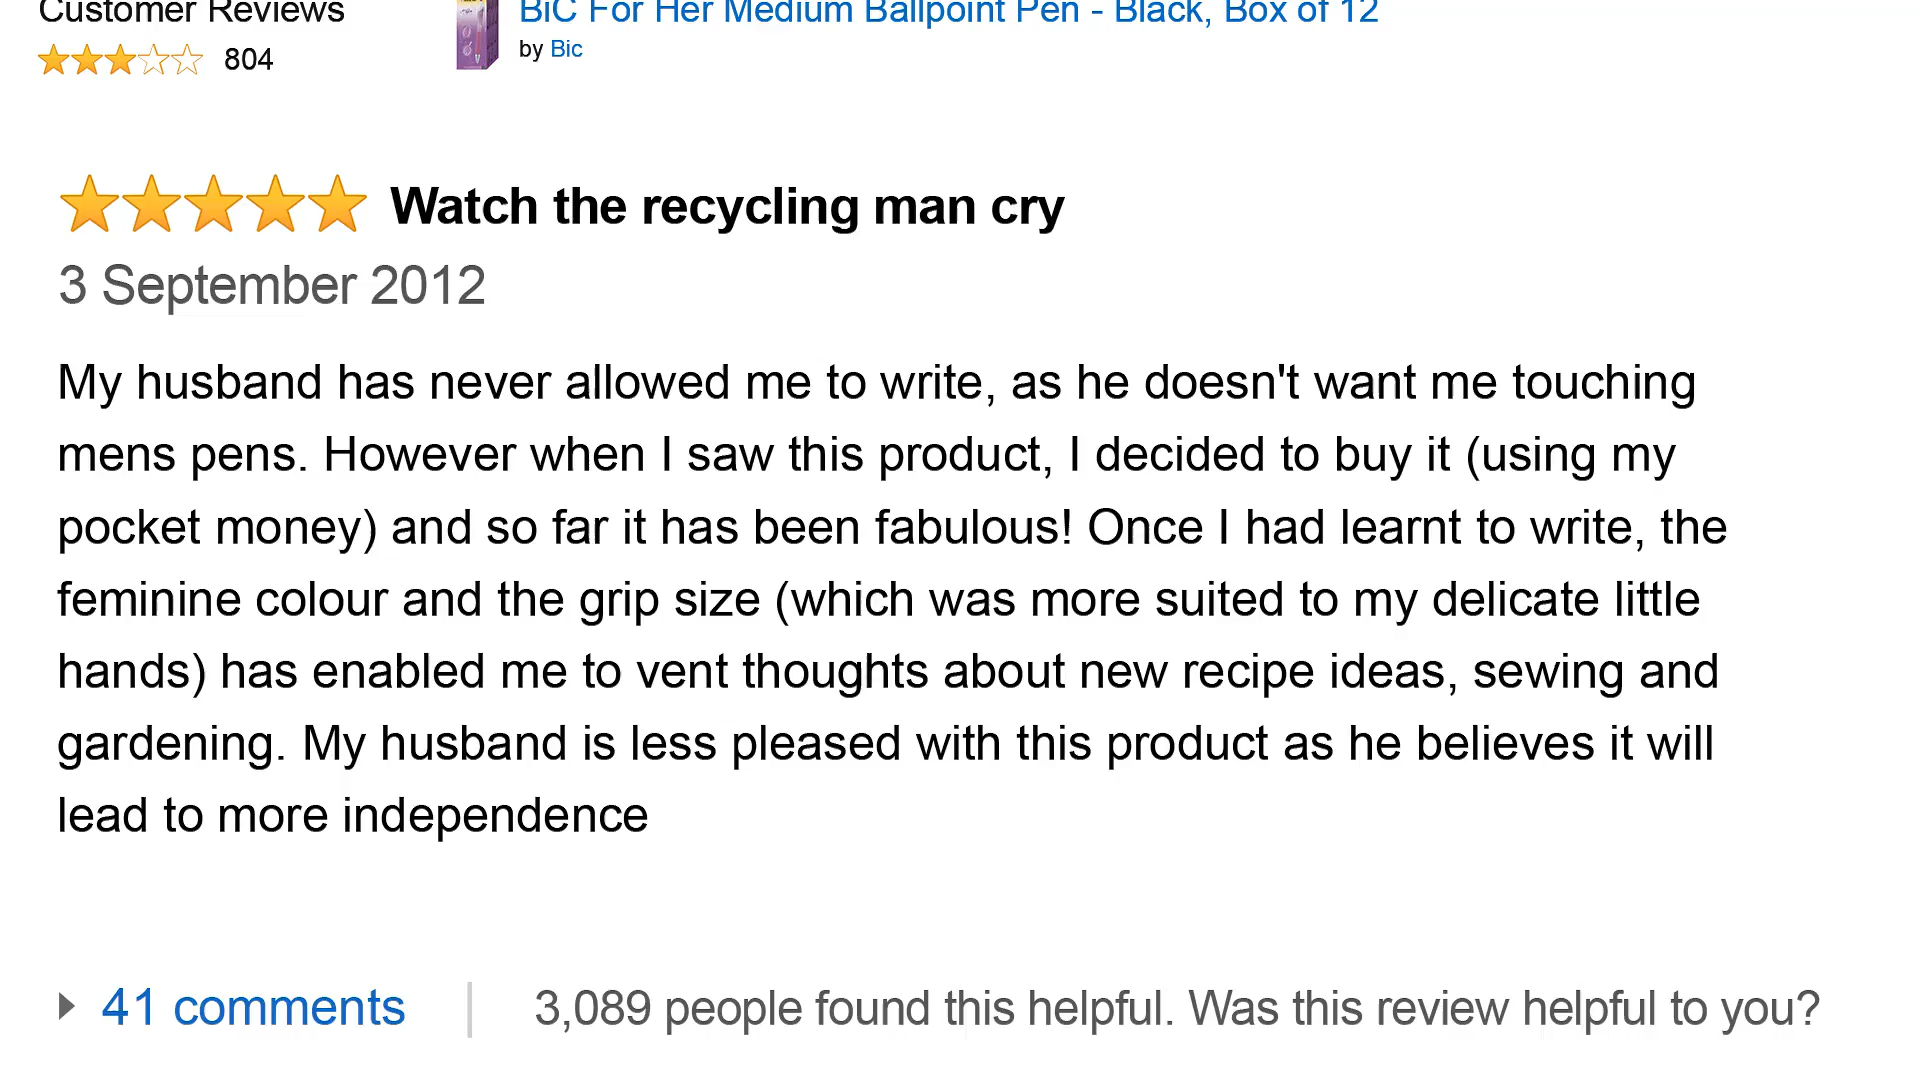 Customer Reviews
BiC For Her Medium Ballpoint Pen - Black, Box of 12
804
by Bic
Watch the recycling man cry
3 September 2012
My husband has never allowed me to write, as he doesn't want me touching
mens pens. However when I saw this product, I decided to buy it (using my
pocket money) and so far it has been fabulous! Once I had learnt to write, the
feminine colour and the grip size (which was more suited to my delicate little
hands) has enabled me to vent thoughts about new recipe ideas, sewing and
gardening. My husband is less pleased with this product as he believes it will
lead to more independence
41 comments
3,089 people found this helpful. Was this review helpful to you?